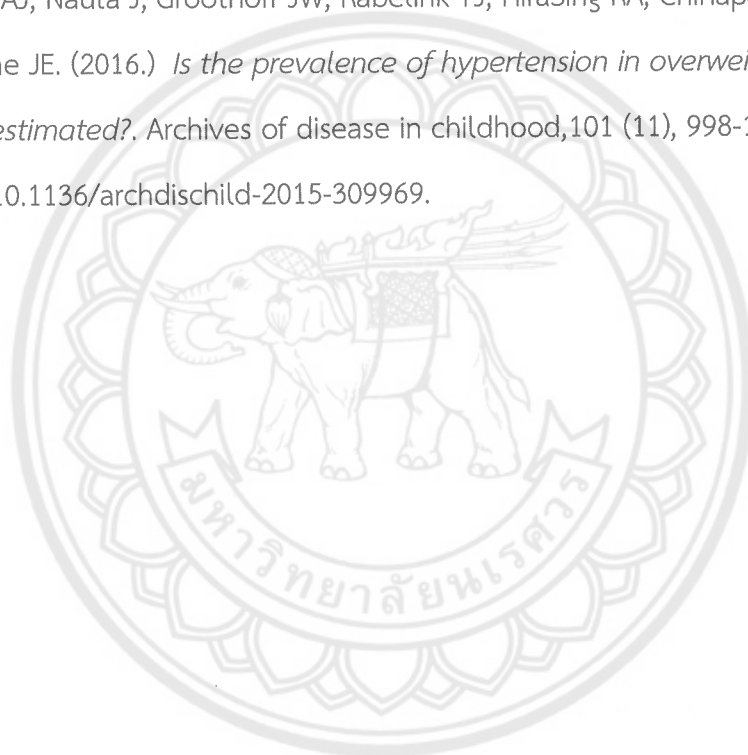 AJ, Nauta J, Groothoff JW, Rabelink TJ, HiraSing RA, Chinap
ne JE. (2016.) Is the prevalence of hypertension in overwei
estimated?. Archives of disease in childhood,101 (11), 998-1
10.1136/archdischild-2015-309969.
มหาวิทยาลัยนเรศวร